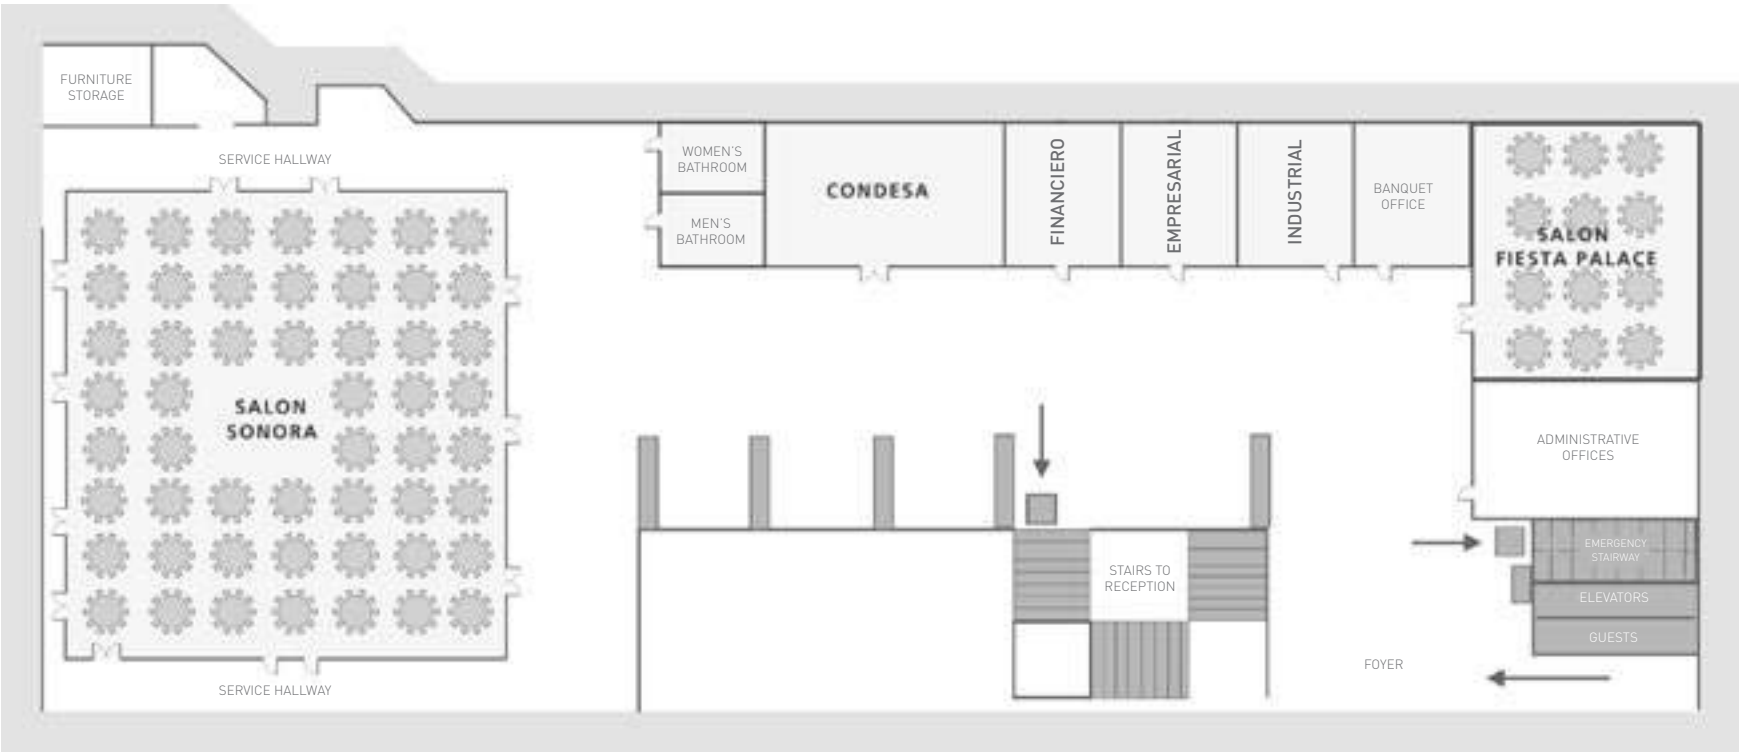 FURNITURE
STORAGE
SERVICE HALLWAY
WOMEN'S
BATHROOM
MEN'S
BATHROOM
CONDESA
FINANCIERO
EMPRESARIAL
INDUSTRIAL
BANQUET
OFFICE
SALON
FIESTA PALACE
SALON
SONORA
ADMINISTRATIVE
OFFICES
EMERGENCY
STAIRWAY
STAIRS TO
RECEPTION
ELEVATORS
GUESTS
FOYER
SERVICE HALLWAY